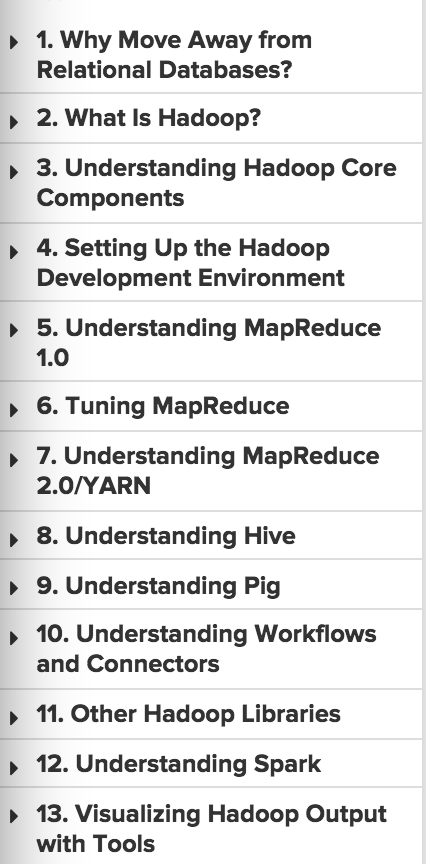 1. Why Move Away from
Relational Databases?
2. What Is Hadoop?
3. Understanding Hadoop Core
Components
4. Setting Up the Hadoop
Development Environment
5. Understanding MapReduce
1.0
6. Tuning MapReduce
7. Understanding MapReduce
2.0/YARN
8. Understanding Hive
9. Understanding Pig
10. Understanding Workflows
and Connectors
11. Other Hadoop Libraries
12. Understanding Spark
13. Visualizing Hadoop Output
with Tools